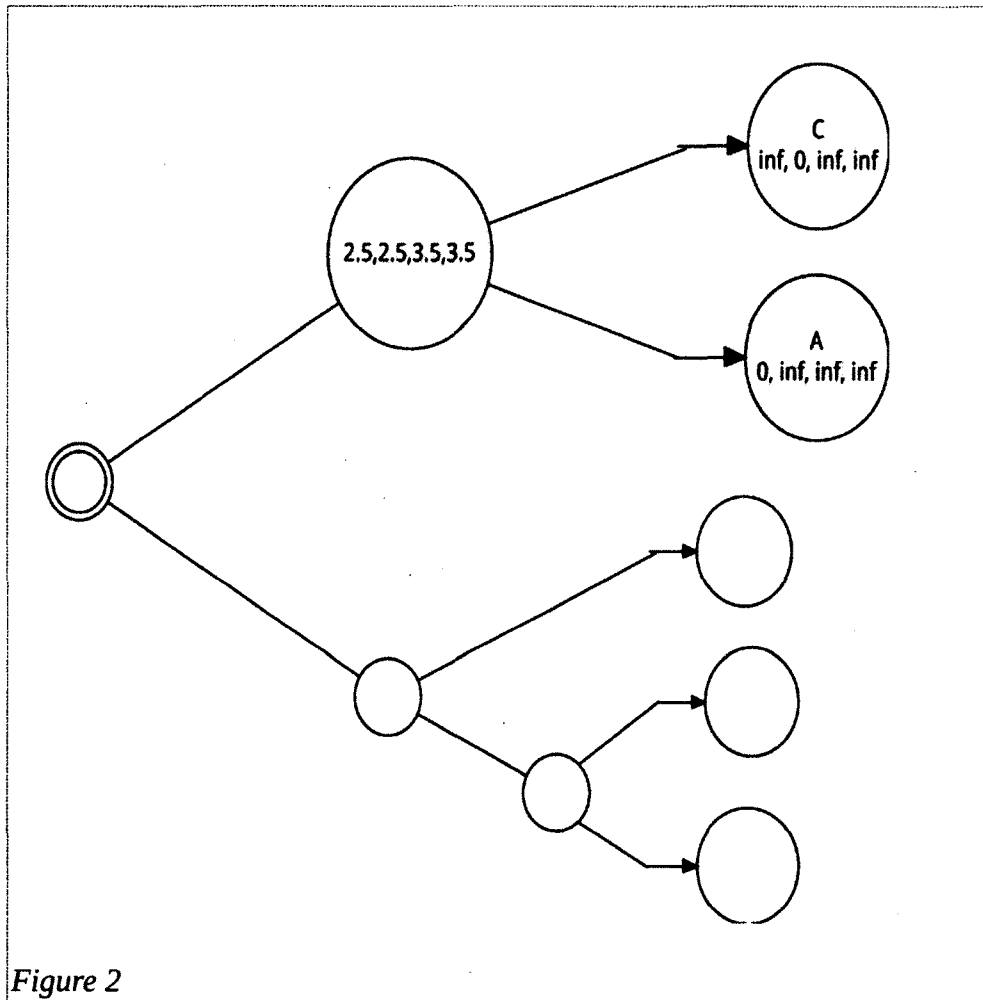 C
inf, 0, inf, inf
2.5,2.5,3.5,3.5
A
0, inf, inf, inf
Figure 2